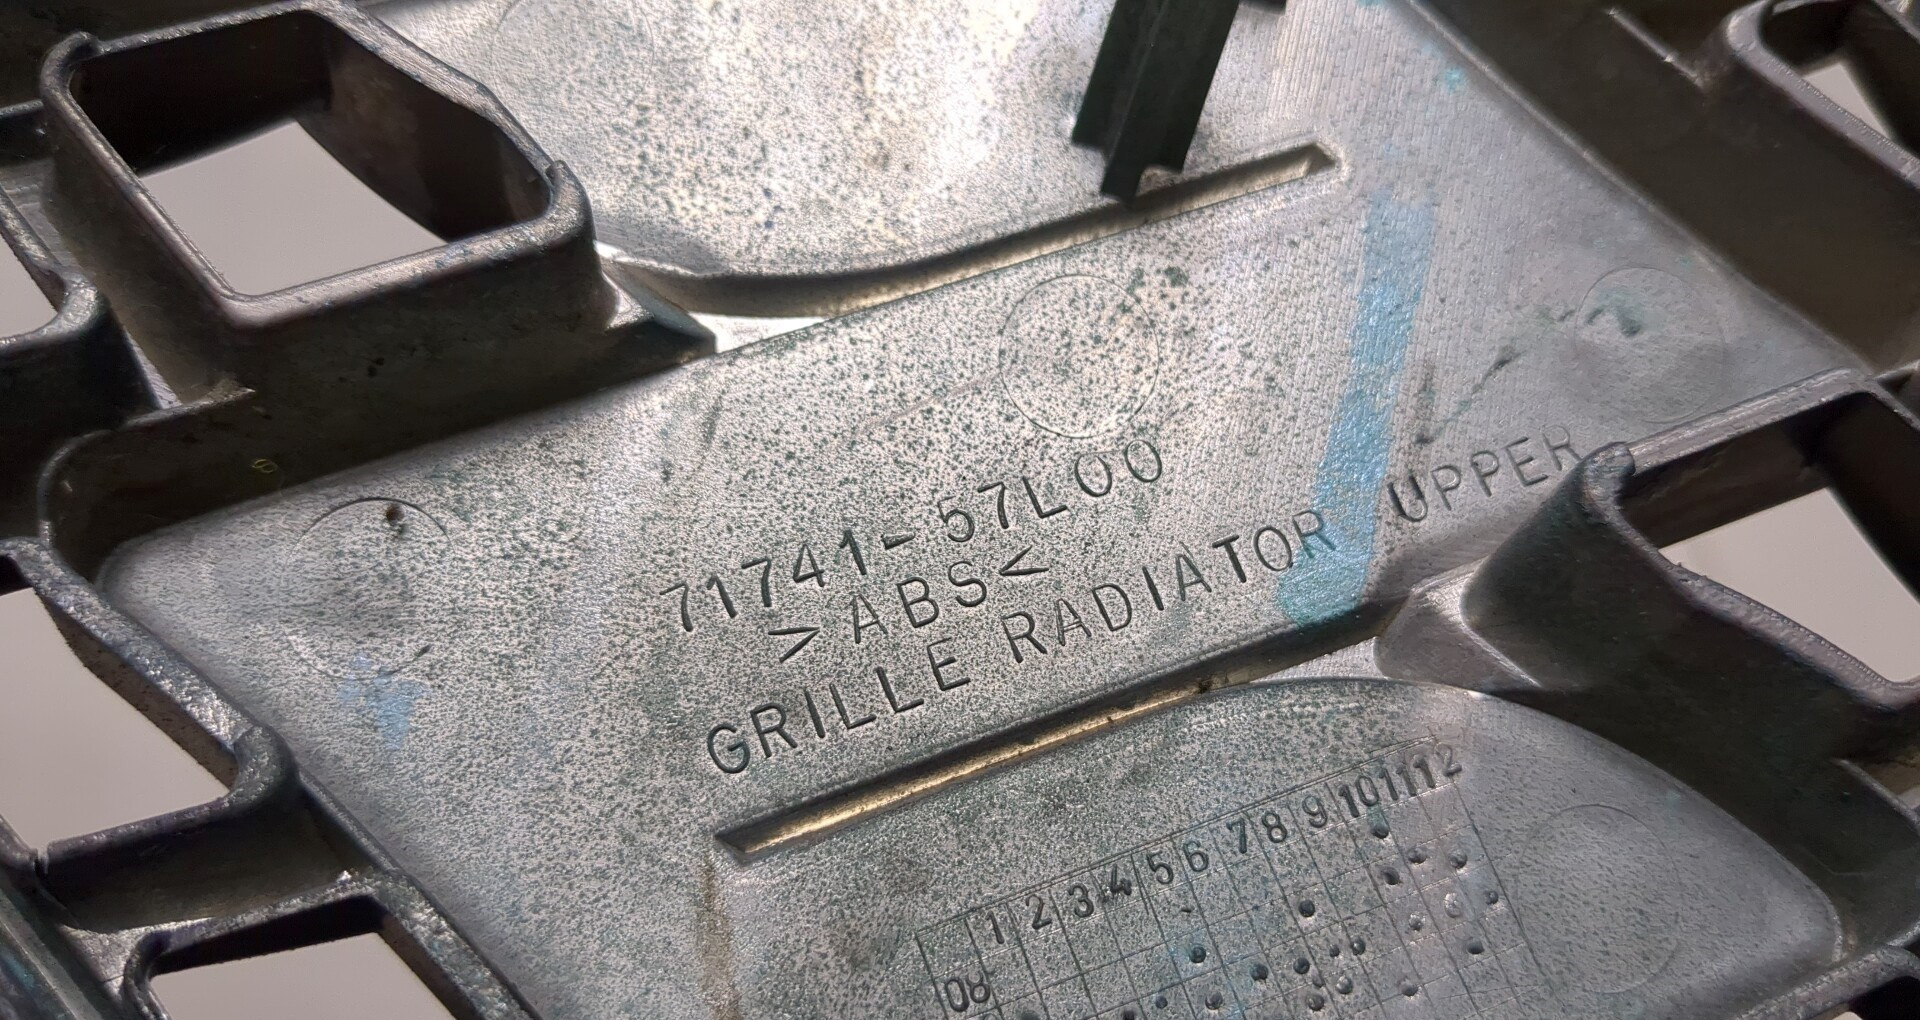 71741-57L00
>ABS<
GRILLE RADIATOR UPPER
1 2 3 4 5 6 7 8 9 10 11 12
08